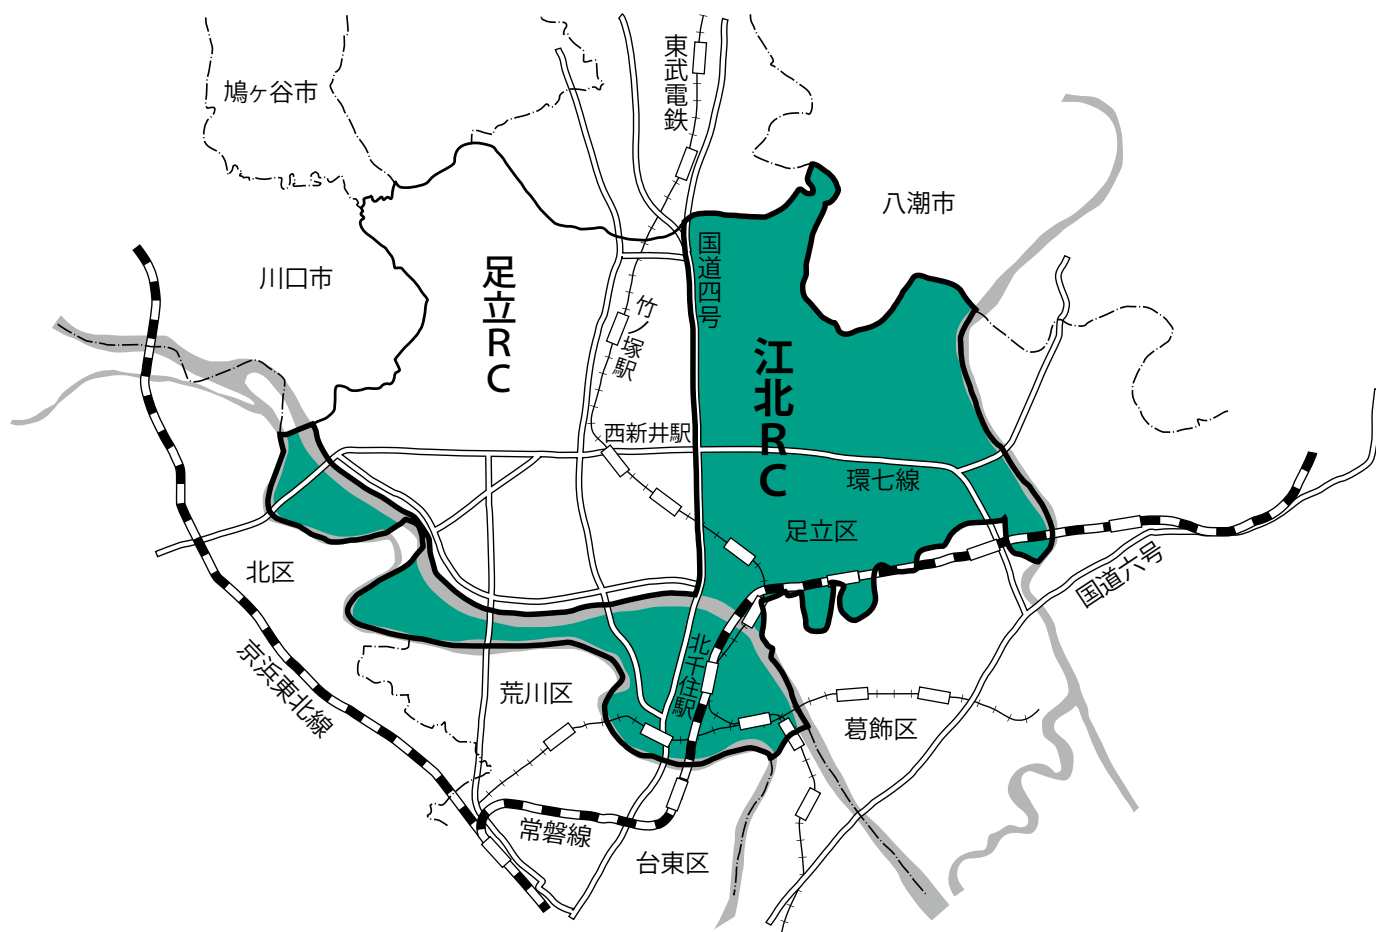 東武電鉄
鳩ヶ谷市
八潮市
国道四号
川口市
足立RC
竹ノ塚駅
江北RC
西新井駅
環七線
足立区
北区
国道六号
京浜東北線
北千住駅
荒川区
葛飾区
常磐線
台東区